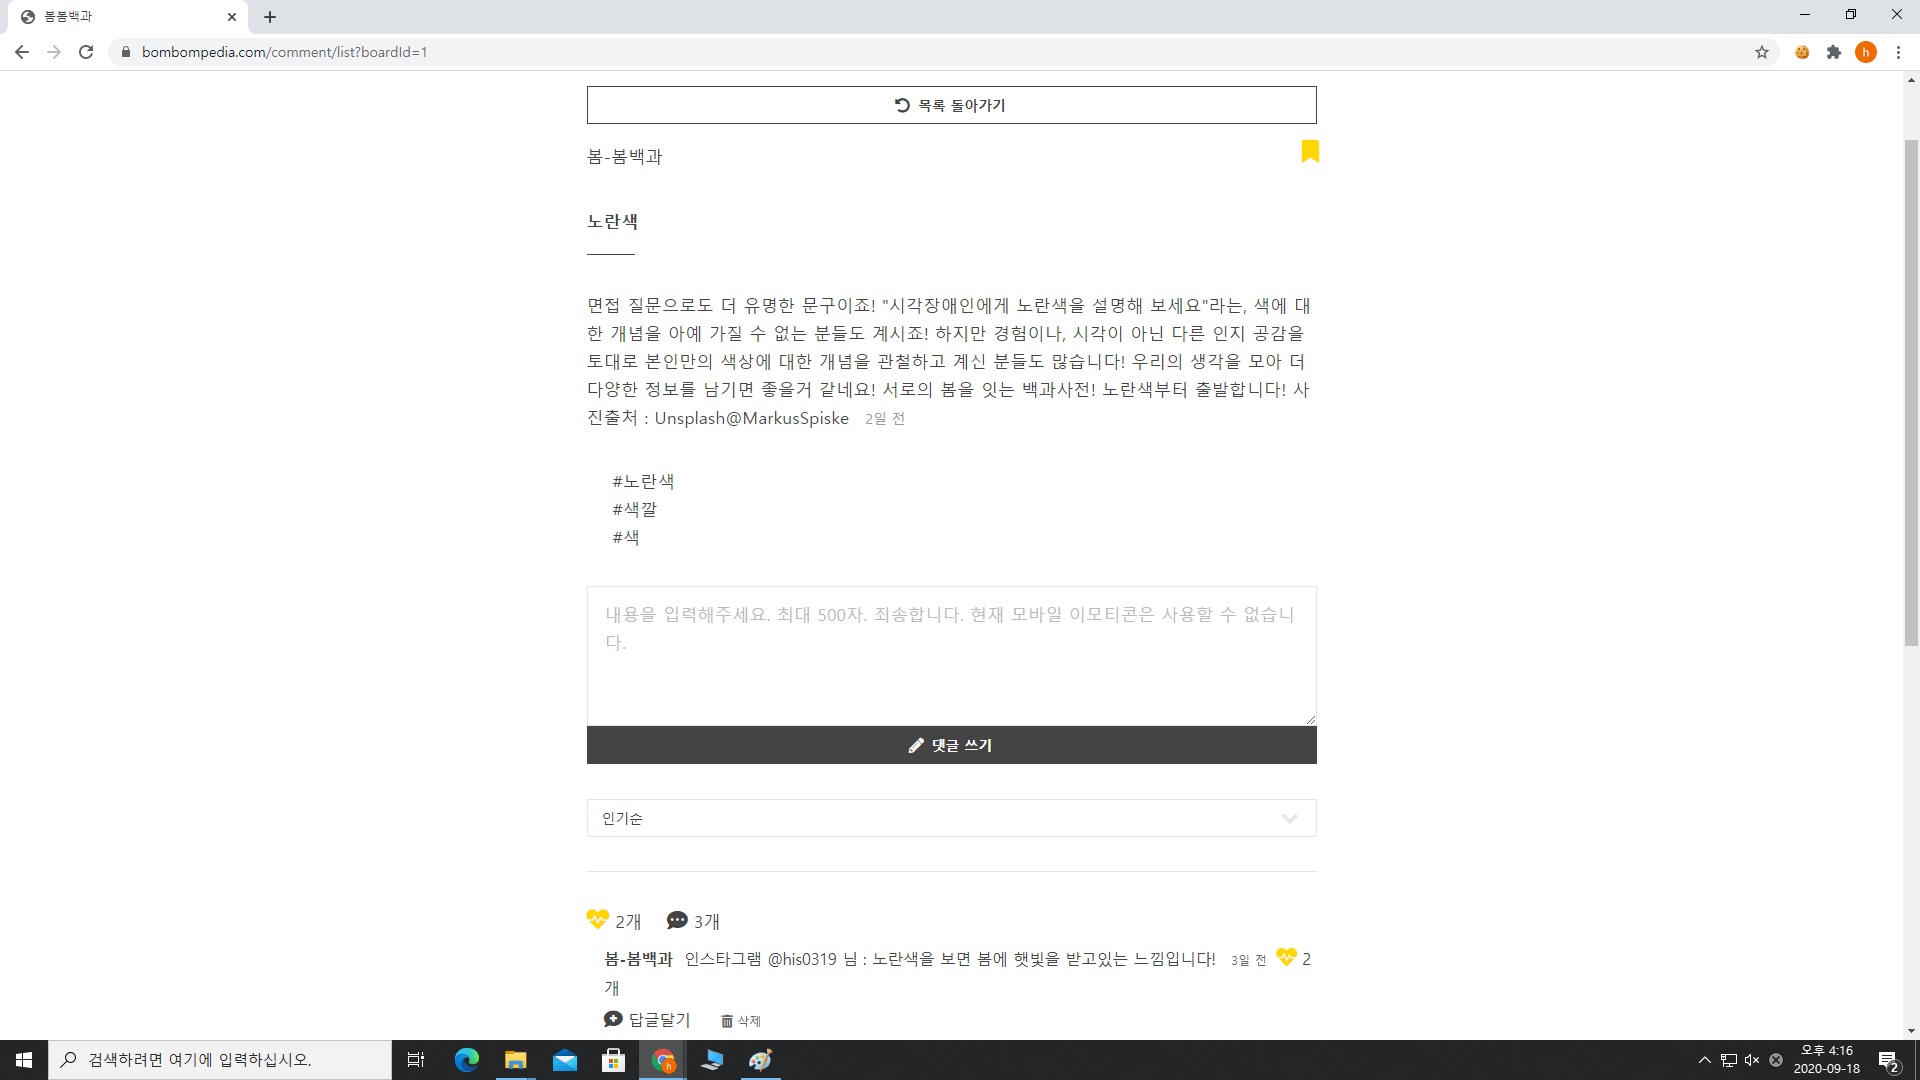 봄봄백과
bombompedia.com/comment/list?boardId=1
h
목록 돌아가기
봄-봄백과
노란색
면접 질문으로도 더 유명한 문구이죠! "시각장애인에게 노란색을 설명해 보세요"라는, 색에 대
한 개념을 아예 가질 수 없는 분들도 계시죠! 하지만 경험이나, 시각이 아닌 다른 인지 공감을
토대로 본인만의 색상에 대한 개념을 관철하고 계신 분들도 많습니다! 우리의 생각을 모아 더
다양한 정보를 남기면 좋을거 같네요! 서로의 봄을 잇는 백과사전! 노란색부터 출발합니다! 사
진출처 : Unsplash@MarkusSpiske 2일 전
#노란색
#색깔
#색
내용을 입력해주세요. 최대 500자. 죄송합니다. 현재 모바일 이모티콘은 사용할 수 없습니
다.
댓글 쓰기
인기순
2개 3개
봄-봄백과 인스타그램 @his0319 님 : 노란색을 보면 봄에 햇빛을 받고있는 느낌입니다! 3일 전 2
개
답글달기 삭제
검색하려면 여기에 입력하십시오.
h
오후 4:16
2020-09-18
2